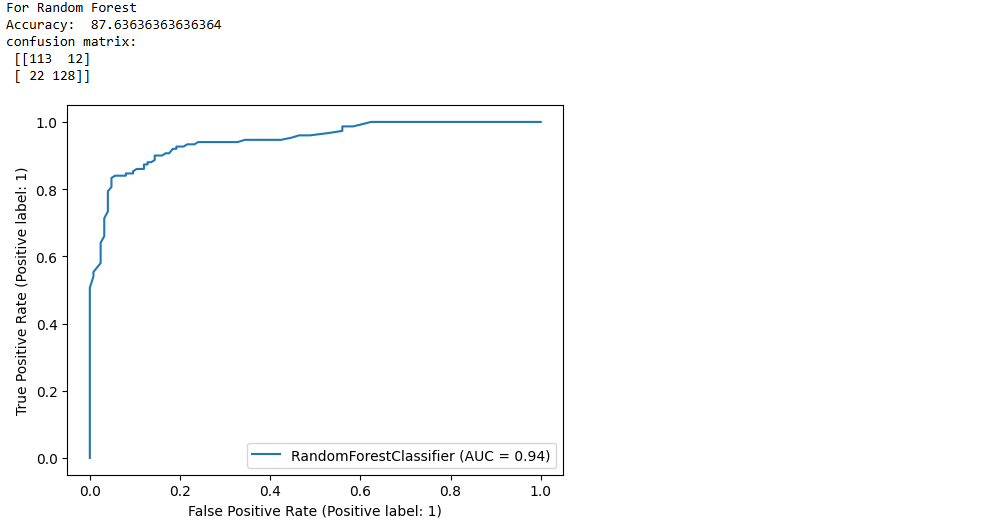 For Random Forest
Accuracy:  87.63636363636364
confusion matrix:
 [[113  12]
 [ 22 128]]
1.0
0.8
0.6
0.4
0.2
0.0
True Positive Rate (Positive label: 1)
RandomForestClassifier (AUC = 0.94)
0.0 0.2 0.4 0.6 0.8 1.0
False Positive Rate (Positive label: 1)